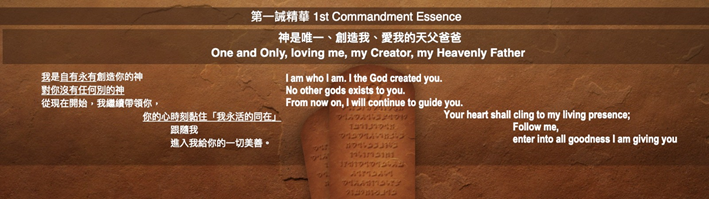 第一誡精華 1st Commandment Essence
神是唯一、創造我、愛我的天父爸爸
One and Only, loving me, my Creator, my Heavenly Father
我是自有永有創造你的神
對你沒有任何別的神
從現在開始，我繼續帶領你，
你的心時刻黏住「我永活的同在」
跟隨我
進入我給你的一切美善。
I am who I am. I the God created you.
No other gods exists to you.
From now on, I will continue to guide you.
Your heart shall cling to my living presence;
Follow me,
enter into all goodness I am giving you